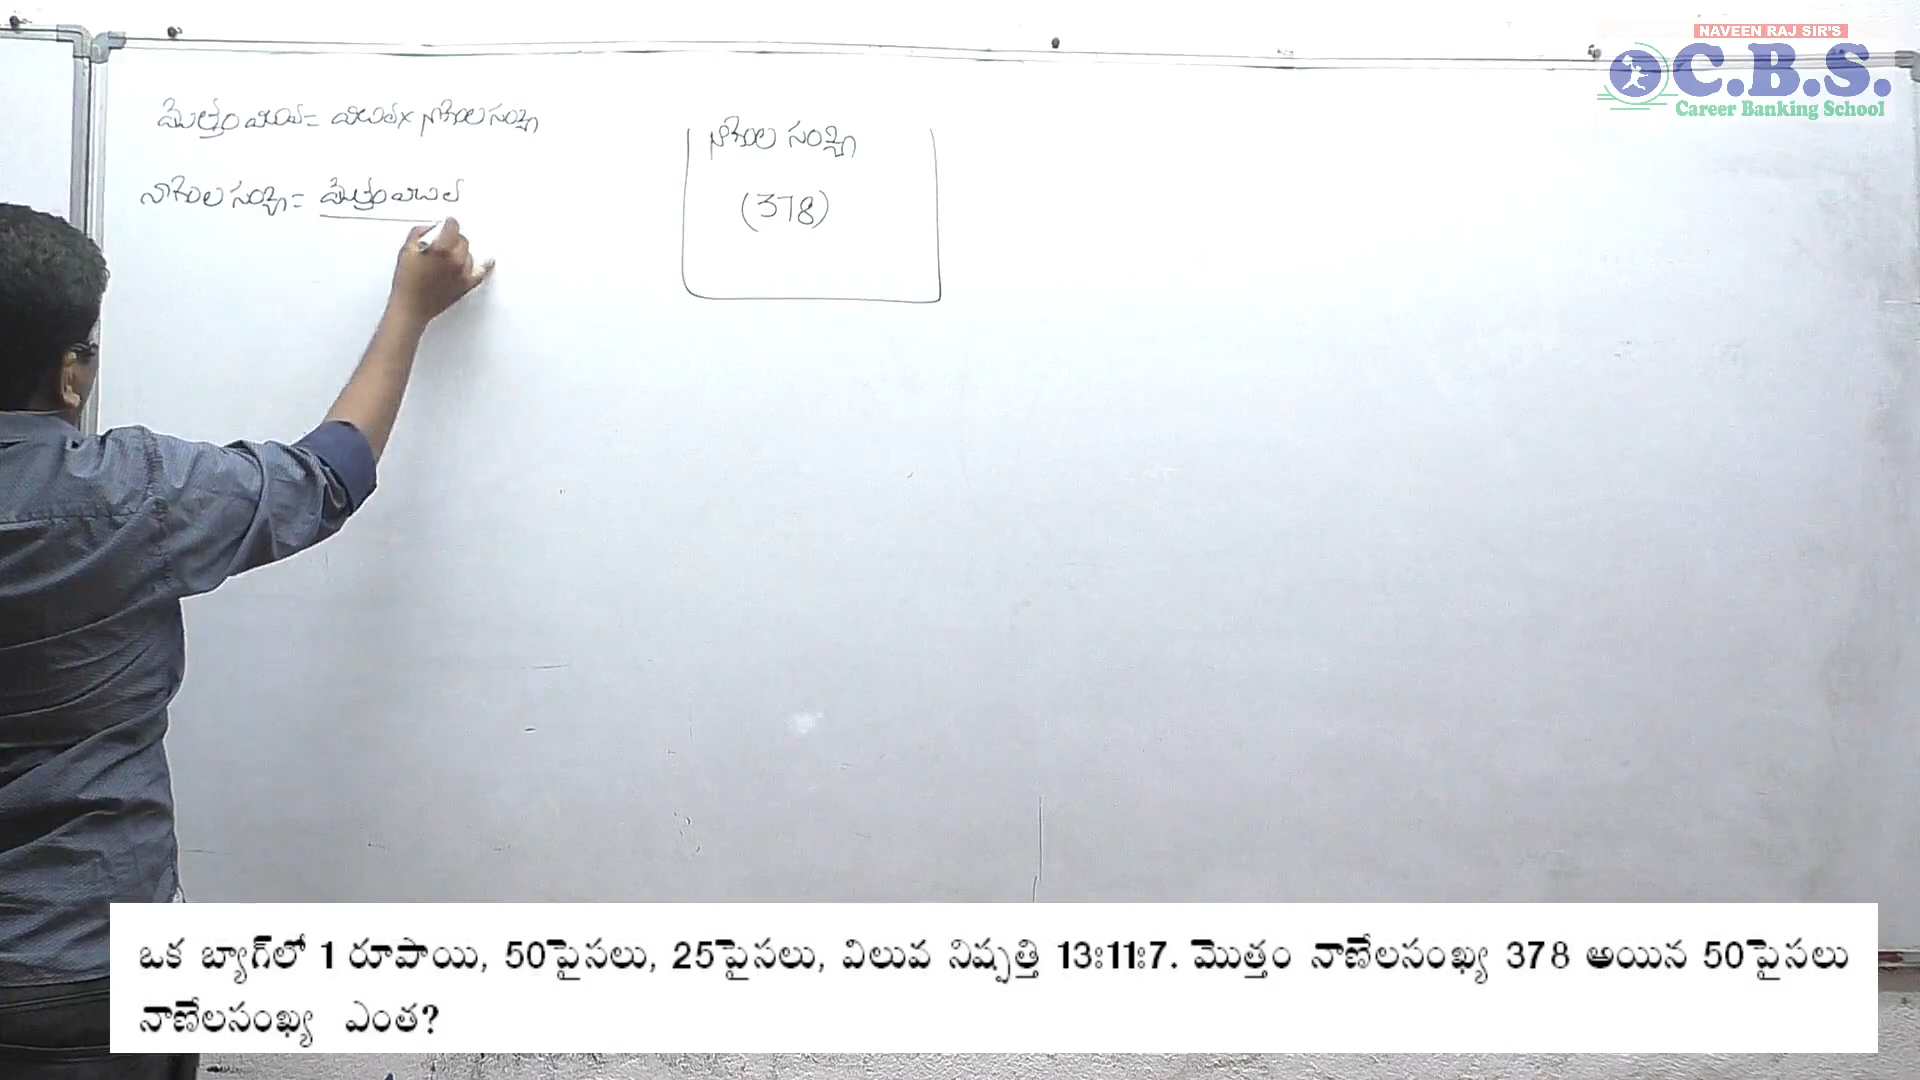 NAVEEN RAJ SIR'S
C.B.S.
Career Banking School
మొత్తం విలువ = విలువ × నాణేల సంఖ్య
నాణేల సంఖ్య = మొత్తం విలువ
నాణేల సంఖ్య
(378)
ఒక బ్యాగ్‌లో 1 రూపాయి, 50పైసలు, 25పైసలు, విలువ నిష్పత్తి 13:11:7. మొత్తం నాణేలసంఖ్య 378 అయిన 50పైసలు
నాణేలసంఖ్య ఎంత?